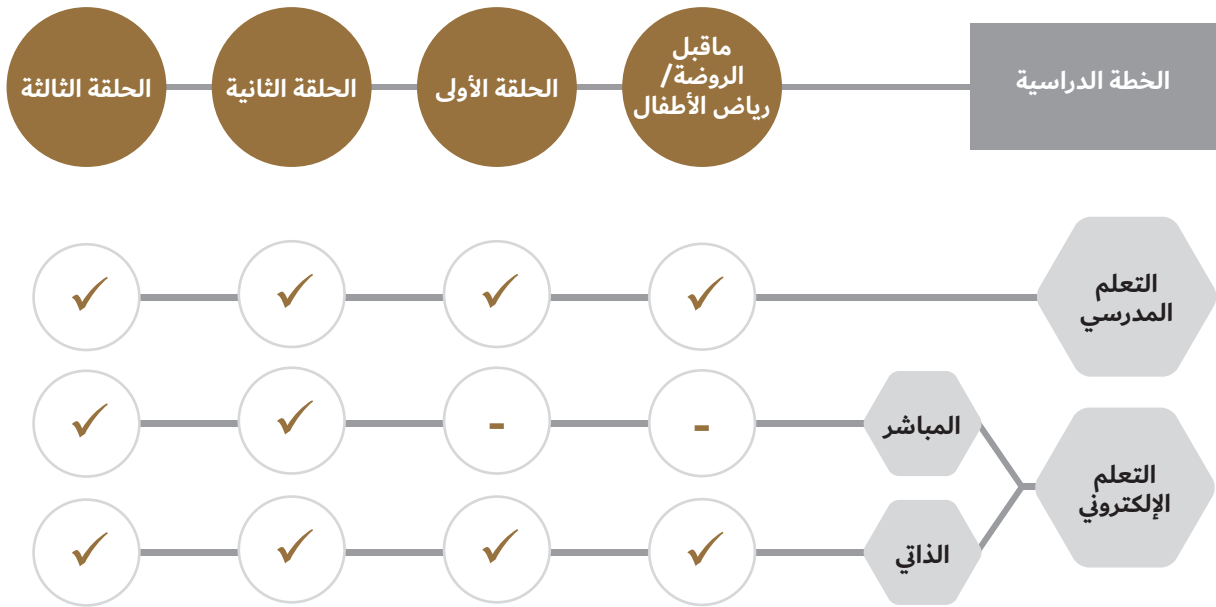 الخطة الدراسية
ماقبل
الروضة/
رياض الأطفال
الحلقة الأولى
الحلقة الثانية
الحلقة الثالثة
التعلم
المدرسي
✓ ✓ ✓ ✓
التعلم
الإلكتروني
المباشر
- - ✓ ✓
الذاتي
✓ ✓ ✓ ✓